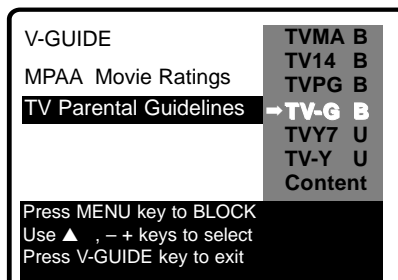 V-GUIDE
MPAA Movie Ratings
TV Parental Guidelines
TVMA B
TV14 B
TVPG B
➡TV-G B
TVY7 U
TV-Y U
Content
Press MENU key to BLOCK
Use ▲ , – + keys to select
Press V-GUIDE key to exit